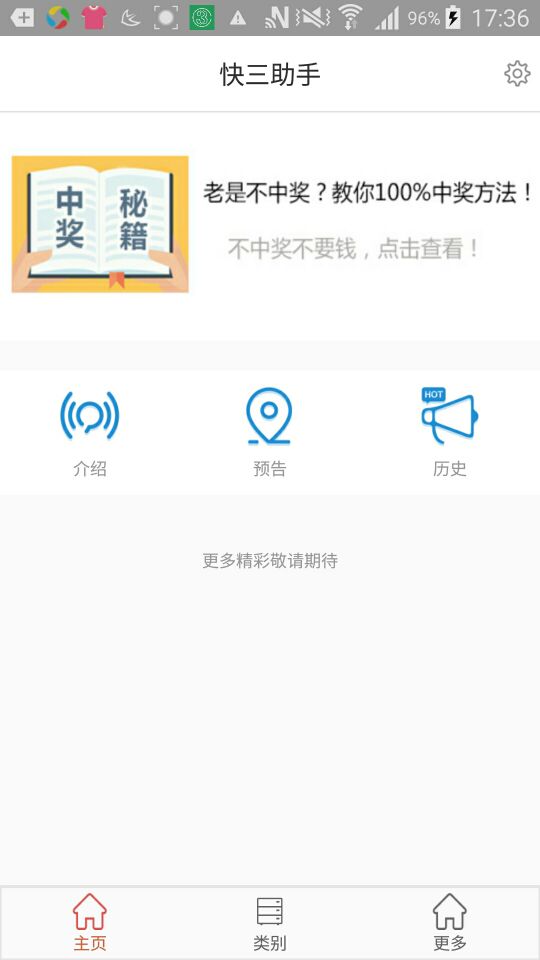 96% 17:36
快三助手
中奖
秘籍
老是不中奖？教你100%中奖方法！
不中奖不要钱，点击查看！
HOT
介绍 预告 历史
更多精彩敬请期待
主页 类别 更多